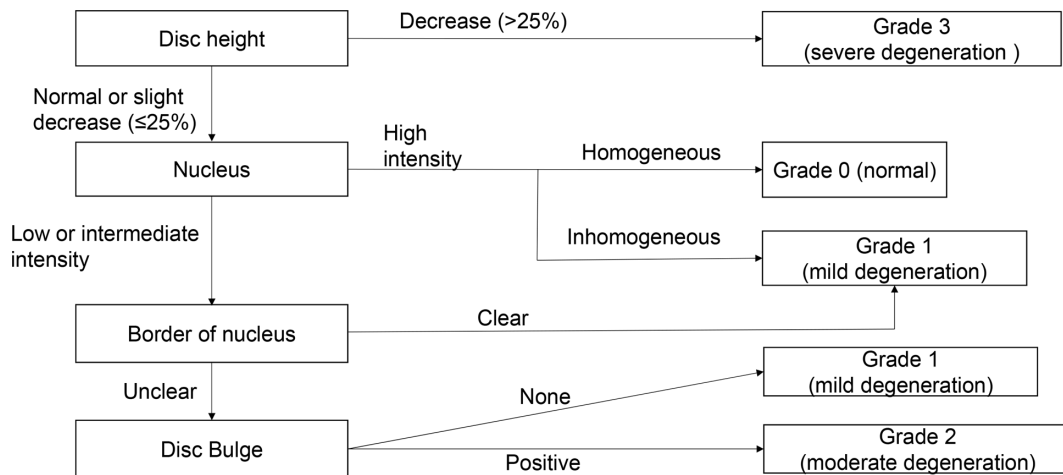 Disc height
Decrease (>25%)
Grade 3
(severe degeneration )
Normal or slight
decrease (≤25%)
Nucleus
High
intensity
Homogeneous
Grade 0 (normal)
Inhomogeneous
Grade 1
(mild degeneration)
Low or intermediate
intensity
Border of nucleus
Clear
Unclear
None
Grade 1
(mild degeneration)
Disc Bulge
Positive
Grade 2
(moderate degeneration)